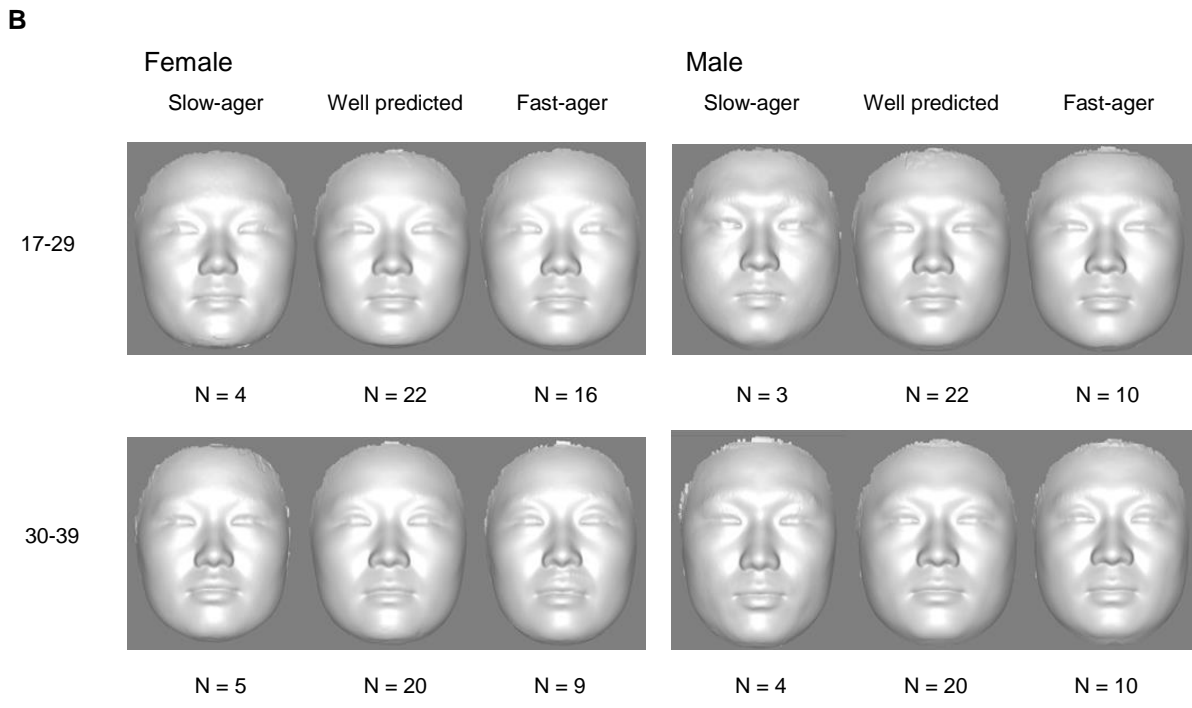 B
Female Male
Slow-ager Well predicted Fast-ager Slow-ager Well predicted Fast-ager
17-29
N = 4 N = 22 N = 16 N = 3 N = 22 N = 10
30-39
N = 5 N = 20 N = 9 N = 4 N = 20 N = 10